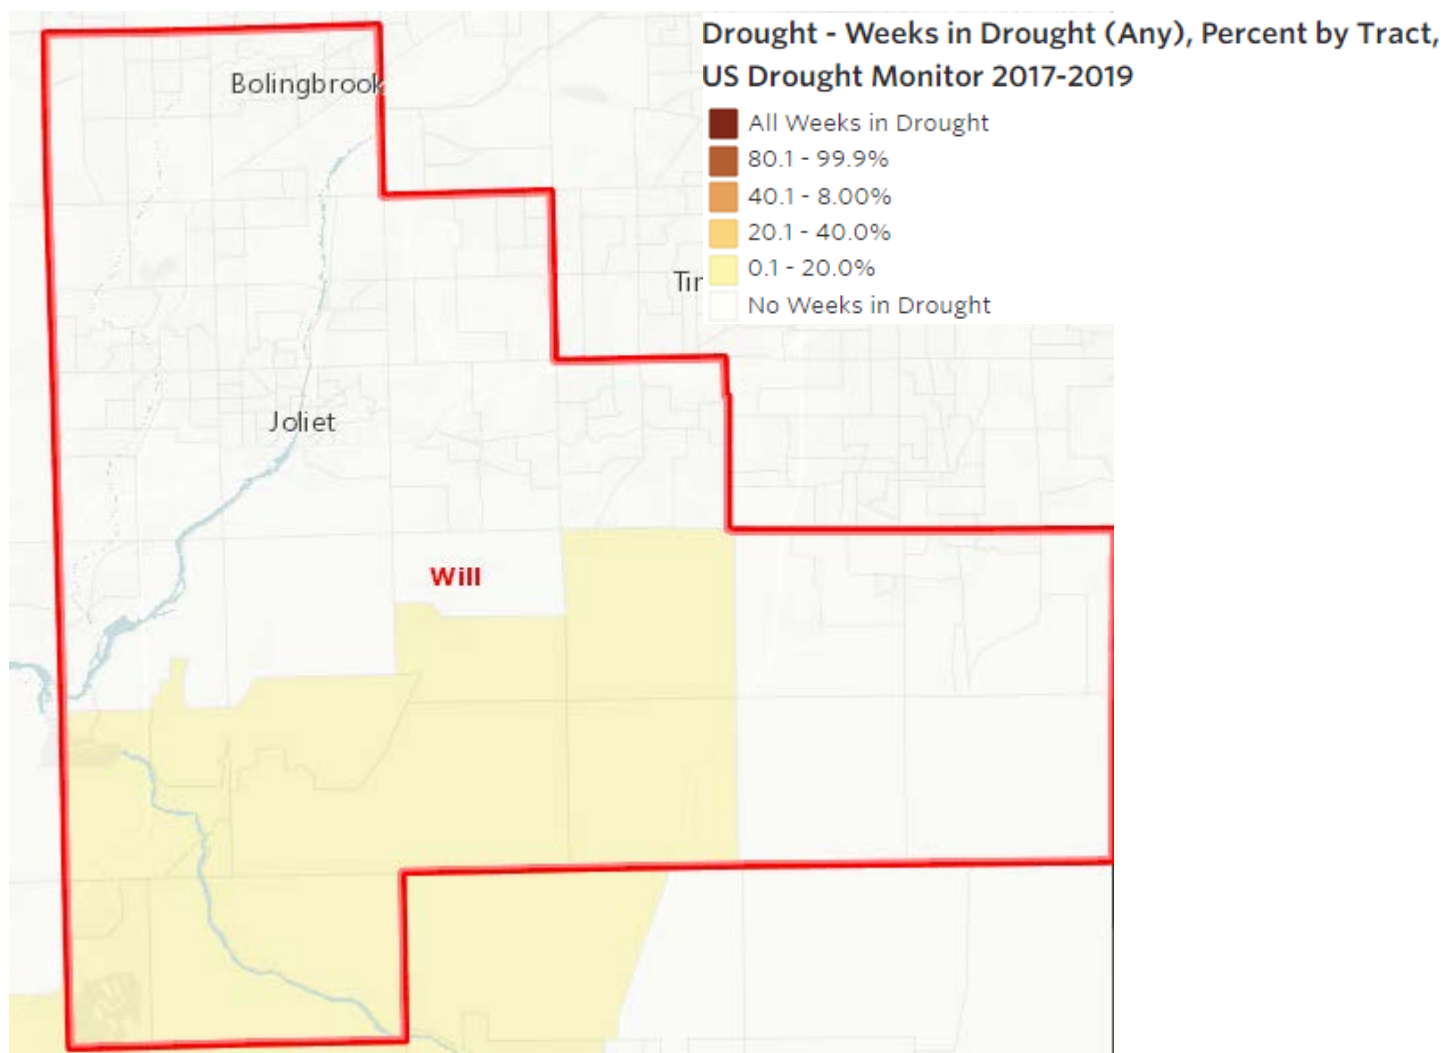 Drought - Weeks in Drought (Any), Percent by Tract,
US Drought Monitor 2017-2019
All Weeks in Drought
80.1 - 99.9%
40.1 - 8.00%
20.1 - 40.0%
0.1 - 20.0%
No Weeks in Drought
Bolingbrook
Tir
Joliet
Will